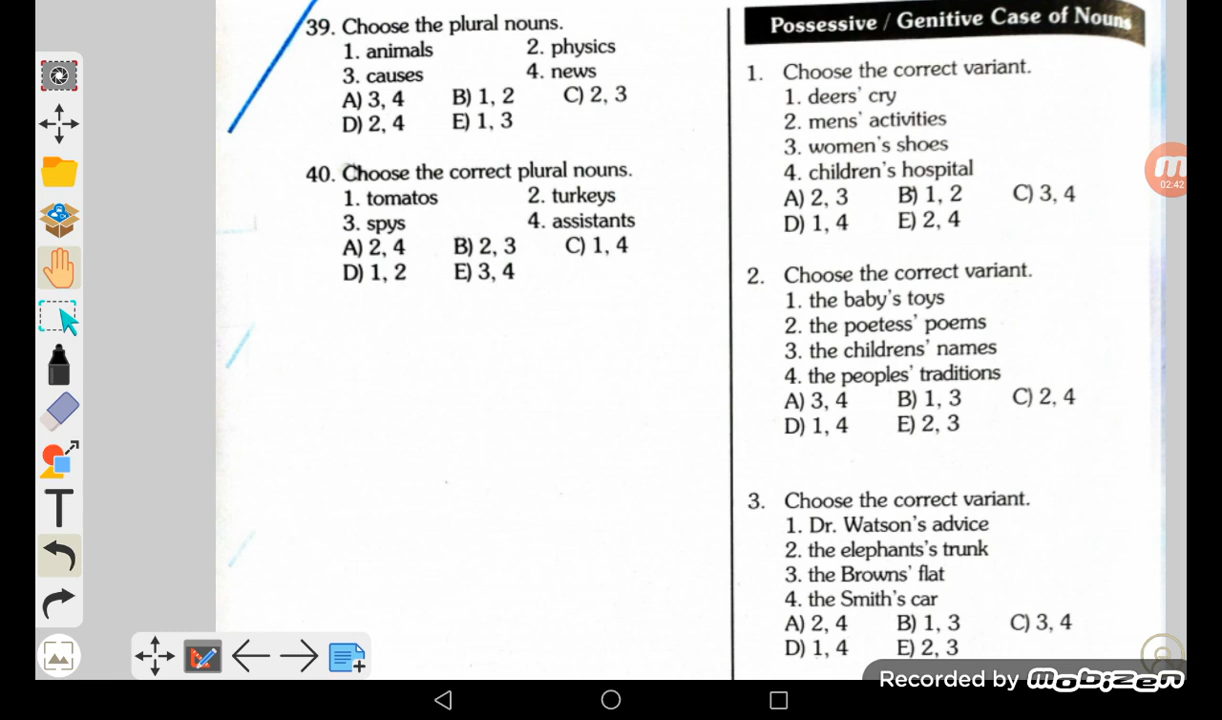 39. Choose the plural nouns.
1. animals 2. physics
3. causes 4. news
A) 3, 4 B) 1, 2 C) 2, 3
D) 2, 4 E) 1, 3
40. Choose the correct plural nouns.
1. tomatos 2. turkeys
3. spys 4. assistants
A) 2, 4 B) 2, 3 C) 1, 4
D) 1, 2 E) 3, 4
Possessive / Genitive Case of Nouns
1. Choose the correct variant.
1. deers' cry
2. mens' activities
3. women's shoes
4. children's hospital
A) 2, 3 B) 1, 2 C) 3, 4
D) 1, 4 E) 2, 4
2. Choose the correct variant.
1. the baby's toys
2. the poetess' poems
3. the childrens' names
4. the peoples' traditions
A) 3, 4 B) 1, 3 C) 2, 4
D) 1, 4 E) 2, 3
3. Choose the correct variant.
1. Dr. Watson's advice
2. the elephants's trunk
3. the Browns' flat
4. the Smith's car
A) 2, 4 B) 1, 3 C) 3, 4
D) 1, 4 E) 2, 3
T
m
02:42
Recorded by mobizen